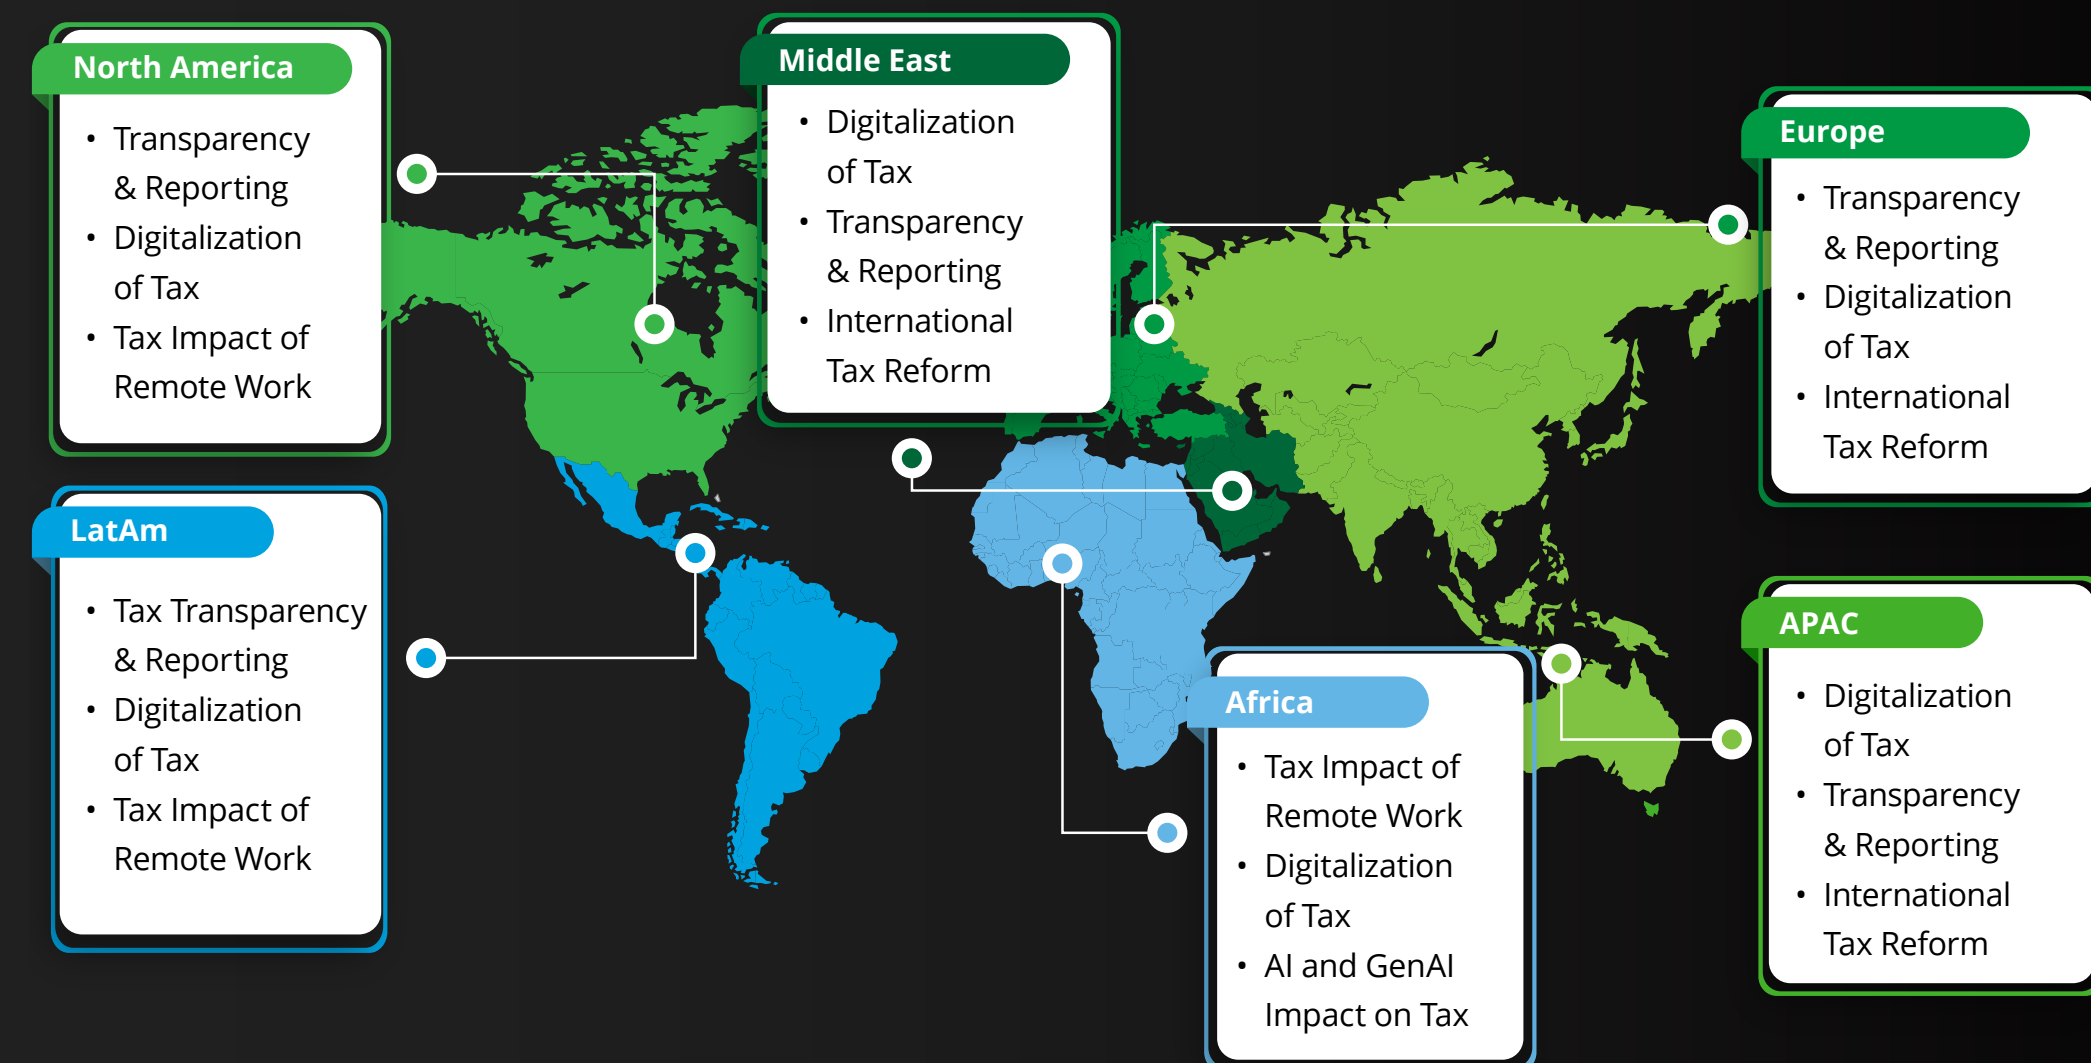 North America
• Transparency
& Reporting
• Digitalization
of Tax
• Tax Impact of
Remote Work
Middle East
• Digitalization
of Tax
• Transparency
& Reporting
• International
Tax Reform
Europe
• Transparency
& Reporting
• Digitalization
of Tax
• International
Tax Reform
LatAm
• Tax Transparency
& Reporting
• Digitalization
of Tax
• Tax Impact of
Remote Work
Africa
• Tax Impact of
Remote Work
• Digitalization
of Tax
• AI and GenAI
Impact on Tax
APAC
• Digitalization
of Tax
• Transparency
& Reporting
• International
Tax Reform